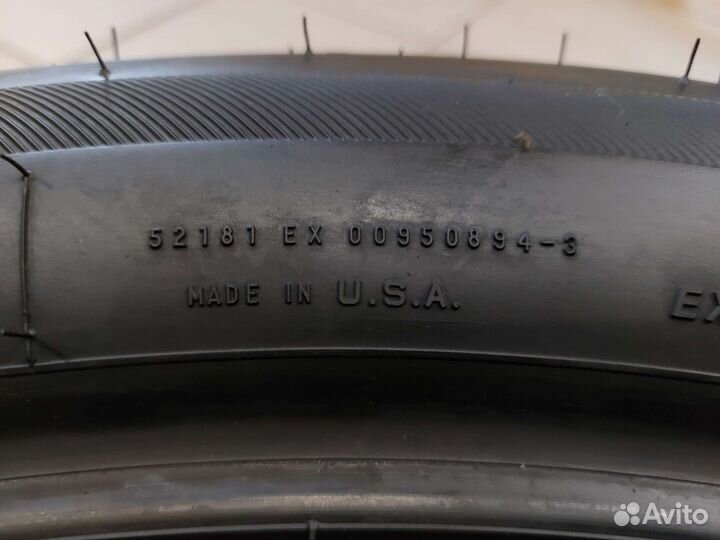 52181 EX 00950894-3
MADE IN U.S.A.
EX
Avito